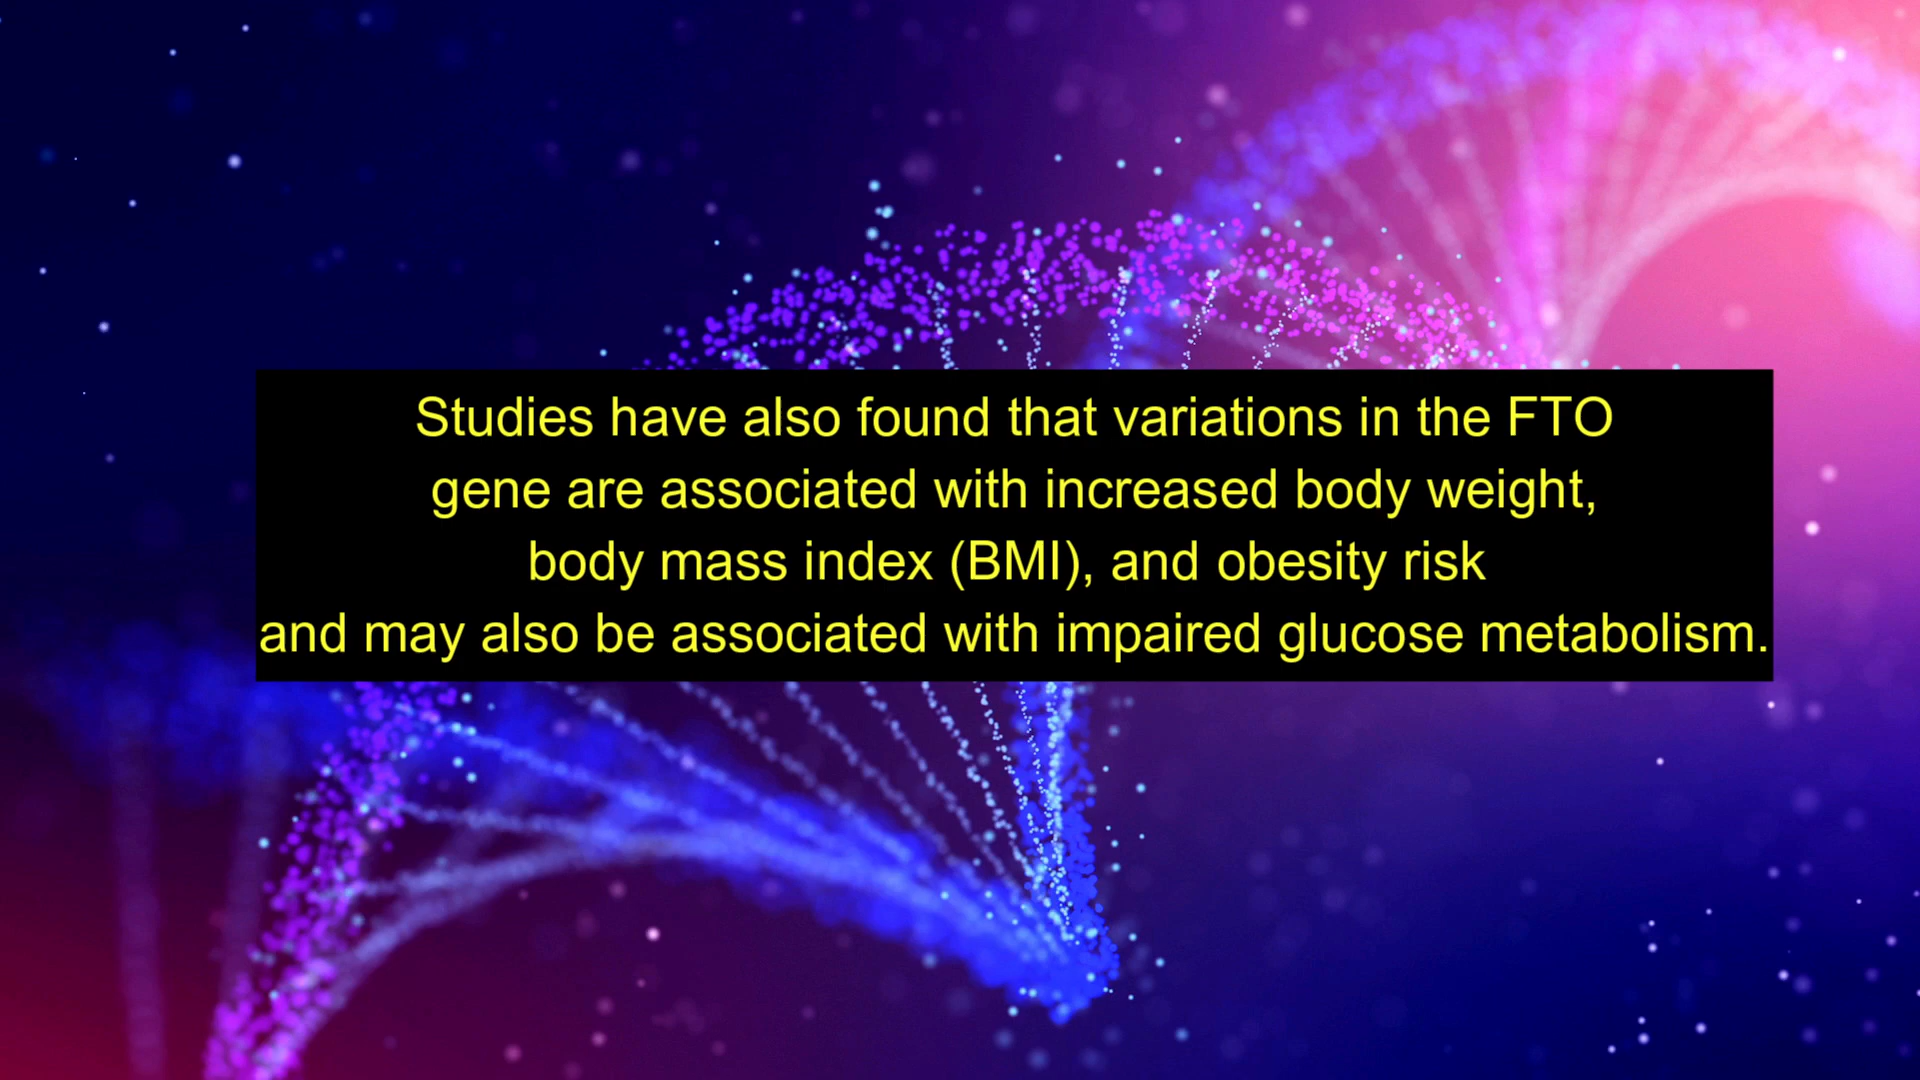 Studies have also found that variations in the FTO
gene are associated with increased body weight,
body mass index (BMI), and obesity risk
and may also be associated with impaired glucose metabolism.